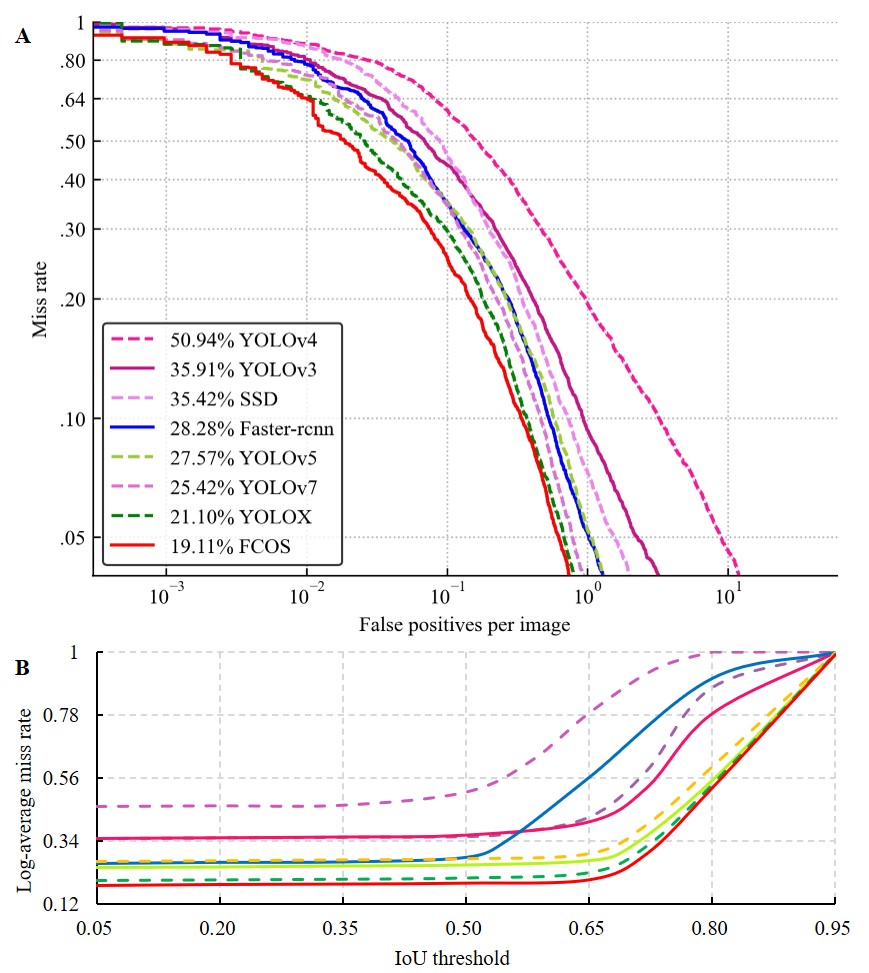 A
1
.80
.64
.50
.40
.30
.20
.10
.05
Miss rate
50.94% YOLOv4
35.91% YOLOv3
35.42% SSD
28.28% Faster-rcnn
27.57% YOLOv5
25.42% YOLOv7
21.10% YOLOX
19.11% FCOS
10⁻³ 10⁻² 10⁻¹ 10⁰ 10¹
False positives per image
B
1
0.78
0.56
0.34
0.12
Log-average miss rate
0.05 0.20 0.35 0.50 0.65 0.80 0.95
IoU threshold